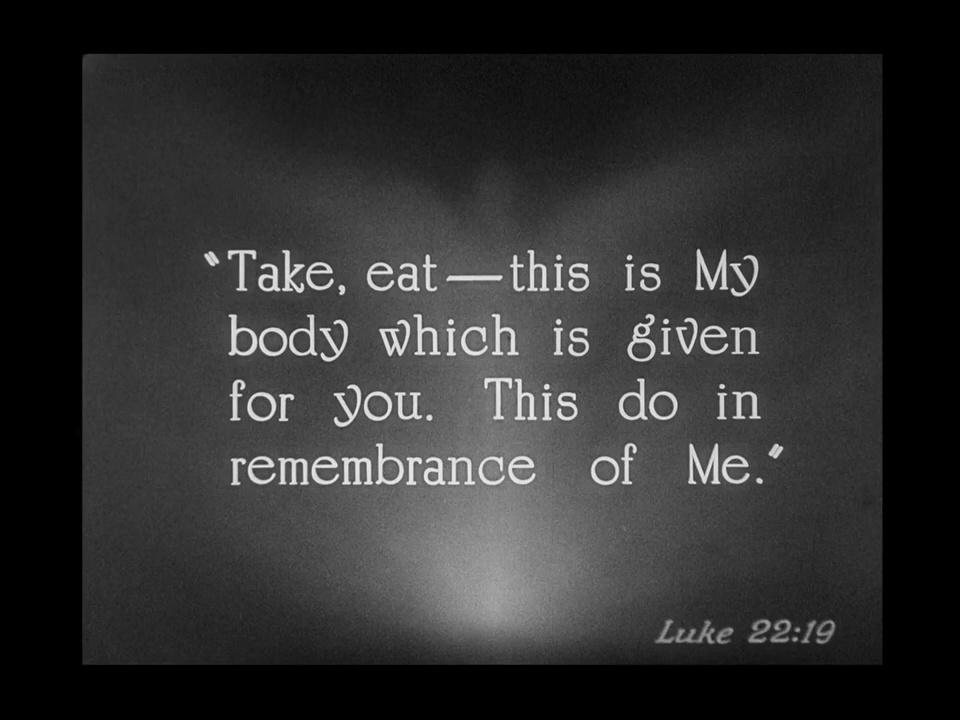 "Take, eat—this is My
body which is given
for you. This do in
remembrance of Me."
Luke 22:19